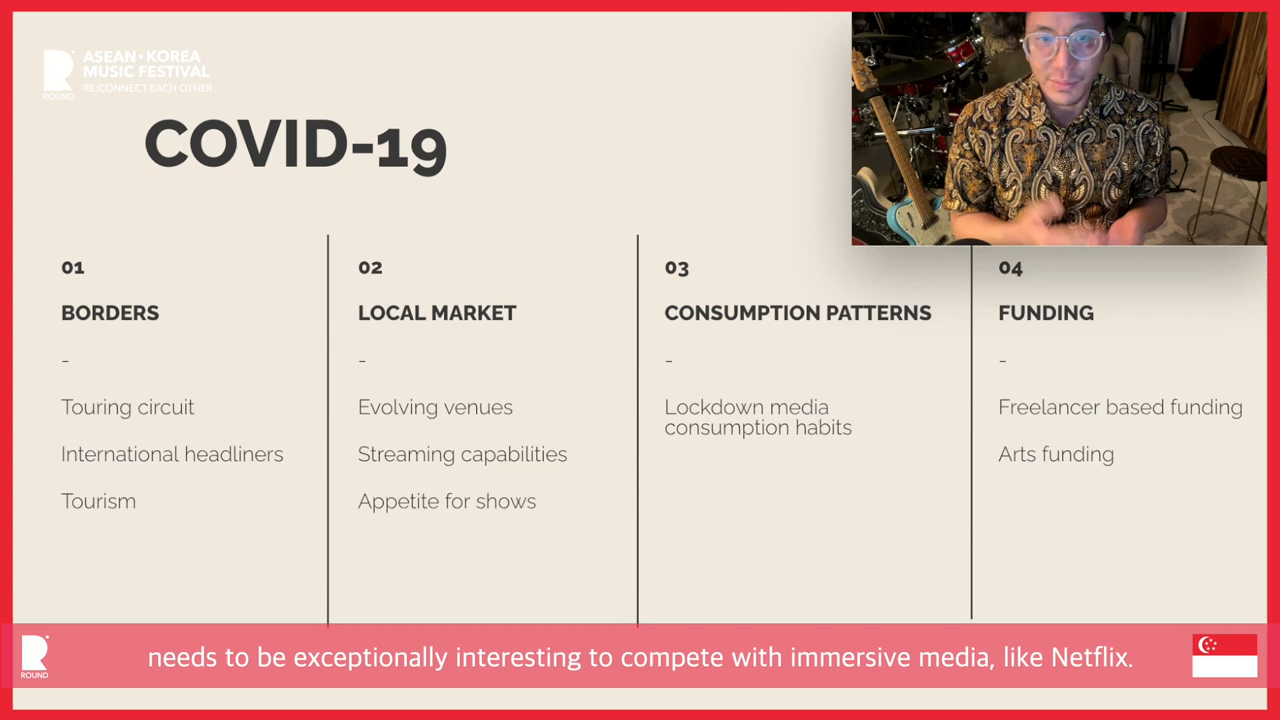 ROUND
ASEAN•KOREA
MUSIC FESTIVAL
RE:CONNECT EACH OTHER
COVID-19
01
BORDERS
-
Touring circuit
International headliners
Tourism
02
LOCAL MARKET
-
Evolving venues
Streaming capabilities
Appetite for shows
03
CONSUMPTION PATTERNS
-
Lockdown media
consumption habits
04
FUNDING
-
Freelancer based funding
Arts funding
ROUND
needs to be exceptionally interesting to compete with immersive media, like Netflix.